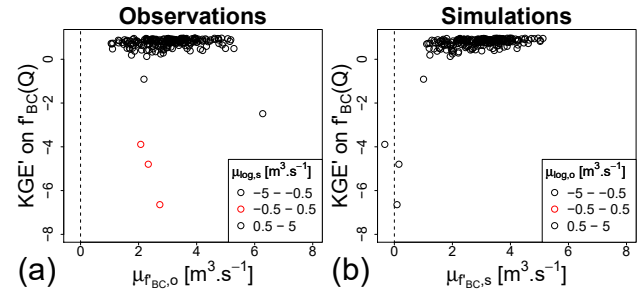 Observations
KGE' on f'BC(Q)
0
−2
−4
−6
−8
μlog,s [m³.s⁻¹]
−5 − −0.5
−0.5 − 0.5
0.5 − 5
0 2 4 6 8
(a)
μf'BC,o [m³.s⁻¹]
Simulations
KGE' on f'BC(Q)
0
−2
−4
−6
−8
μlog,o [m³.s⁻¹]
−5 − −0.5
−0.5 − 0.5
0.5 − 5
0 2 4 6 8
(b)
μf'BC,s [m³.s⁻¹]